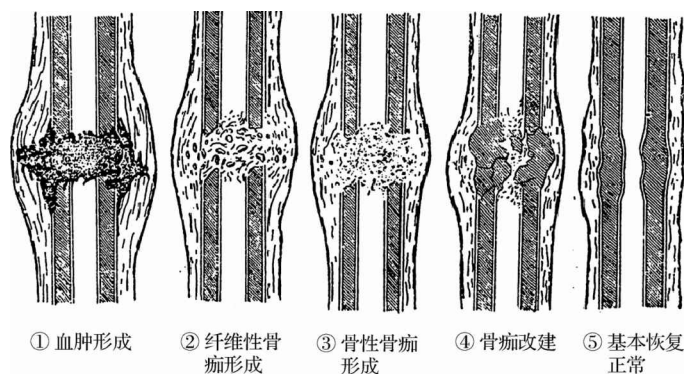 ① 血肿形成
② 纤维性骨
痂形成
③ 骨性骨痂
形成
④ 骨痂改建
⑤ 基本恢复
正常